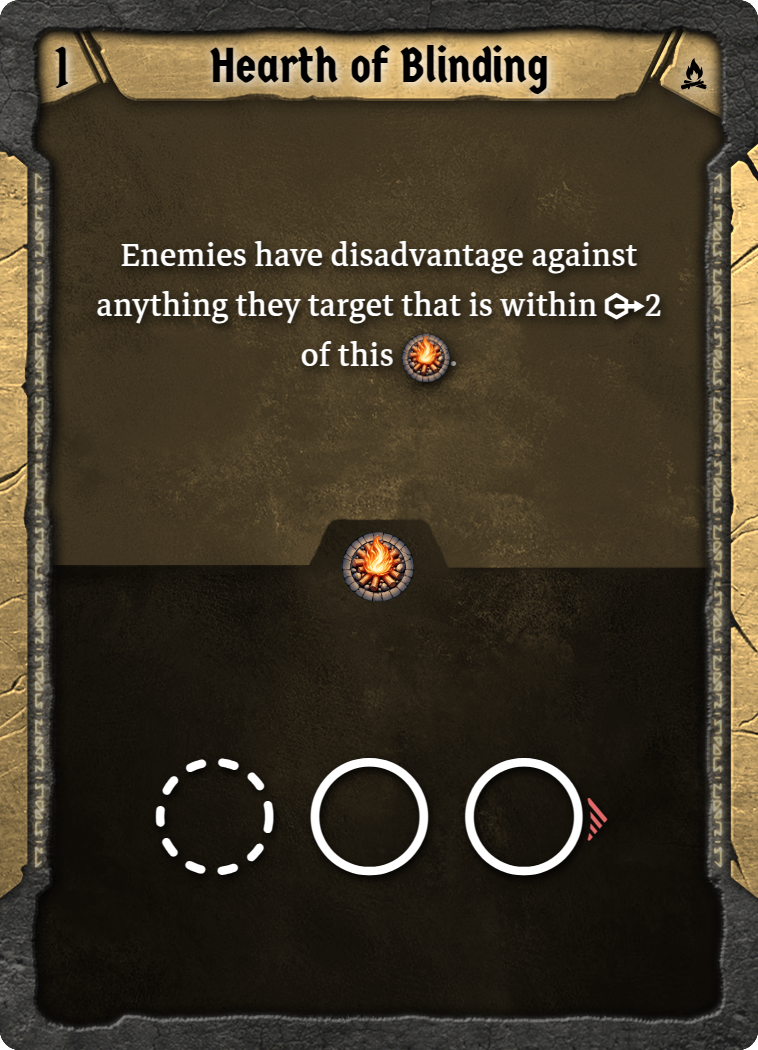 1
Hearth of Blinding
Enemies have disadvantage against
anything they target that is within 2
of this .